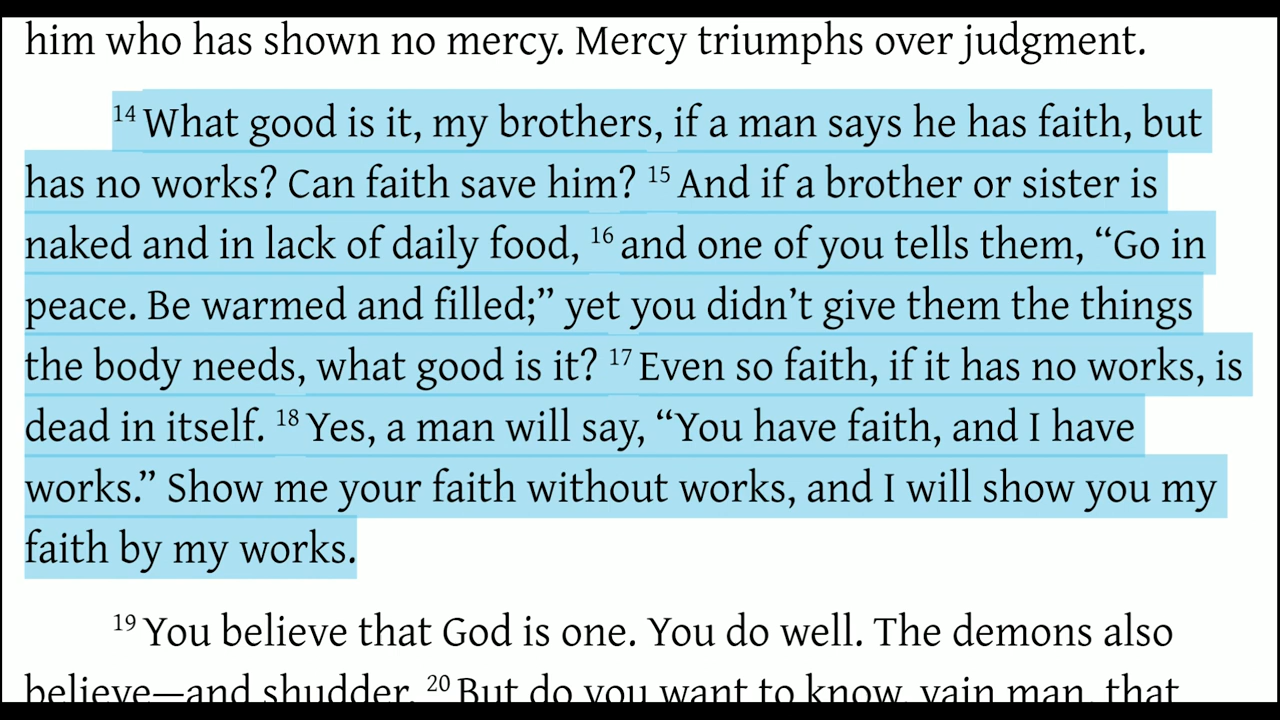 him who has shown no mercy. Mercy triumphs over judgment.
14 What good is it, my brothers, if a man says he has faith, but
has no works? Can faith save him? 15 And if a brother or sister is
naked and in lack of daily food, 16 and one of you tells them, “Go in
peace. Be warmed and filled;” yet you didn’t give them the things
the body needs, what good is it? 17 Even so faith, if it has no works, is
dead in itself. 18 Yes, a man will say, “You have faith, and I have
works.” Show me your faith without works, and I will show you my
faith by my works.
19 You believe that God is one. You do well. The demons also
believe—and shudder. 20 But do you want to know, vain man, that